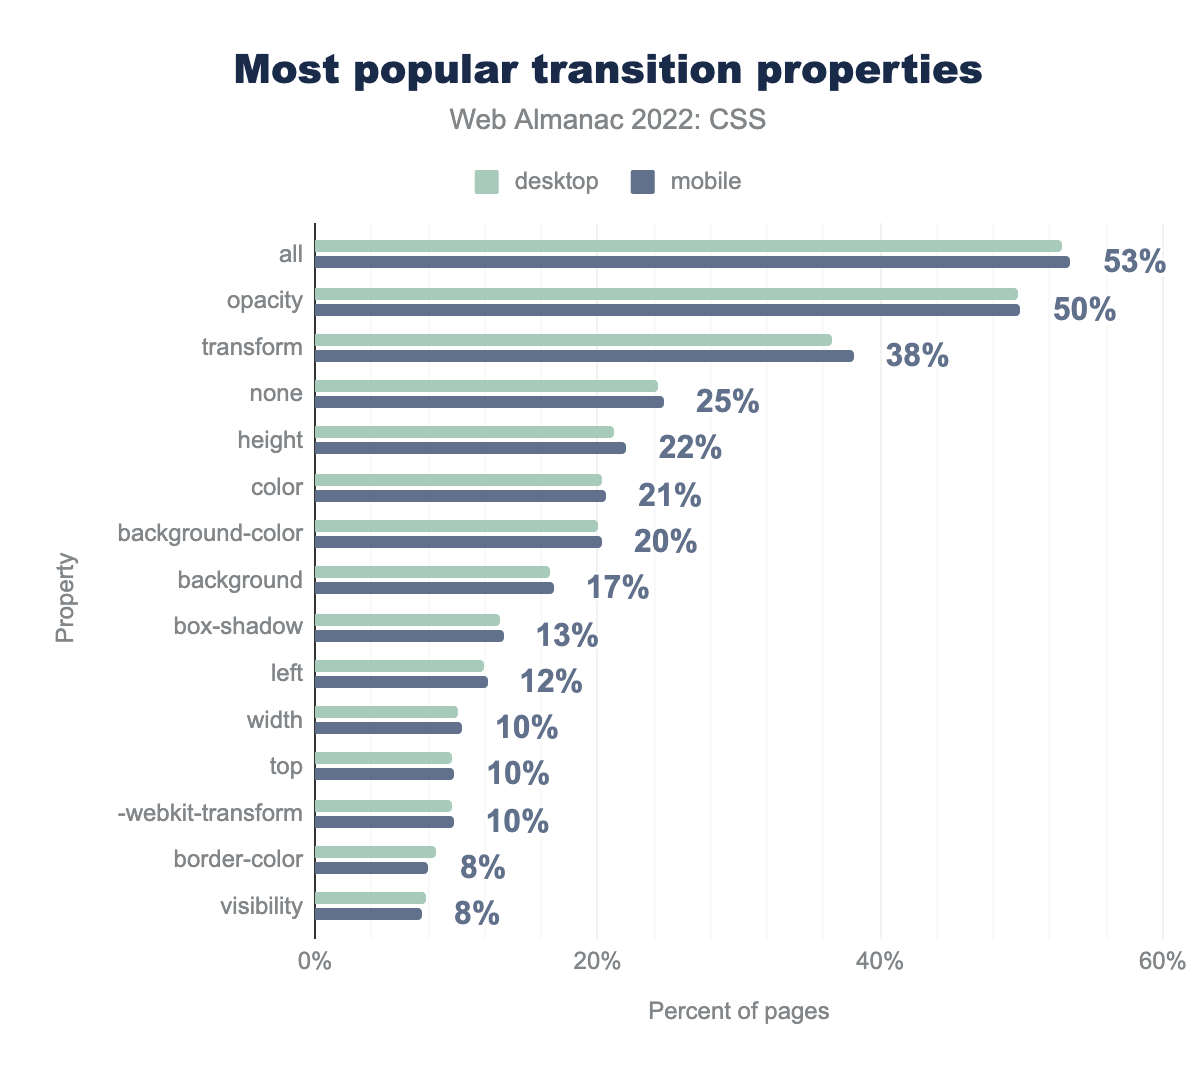 Most popular transition properties
Web Almanac 2022: CSS
desktop mobile
all 53%
opacity 50%
transform 38%
none 25%
height 22%
color 21%
background-color 20%
background 17%
box-shadow 13%
left 12%
width 10%
top 10%
-webkit-transform 10%
border-color 8%
visibility 8%
Property
0% 20% 40% 60%
Percent of pages